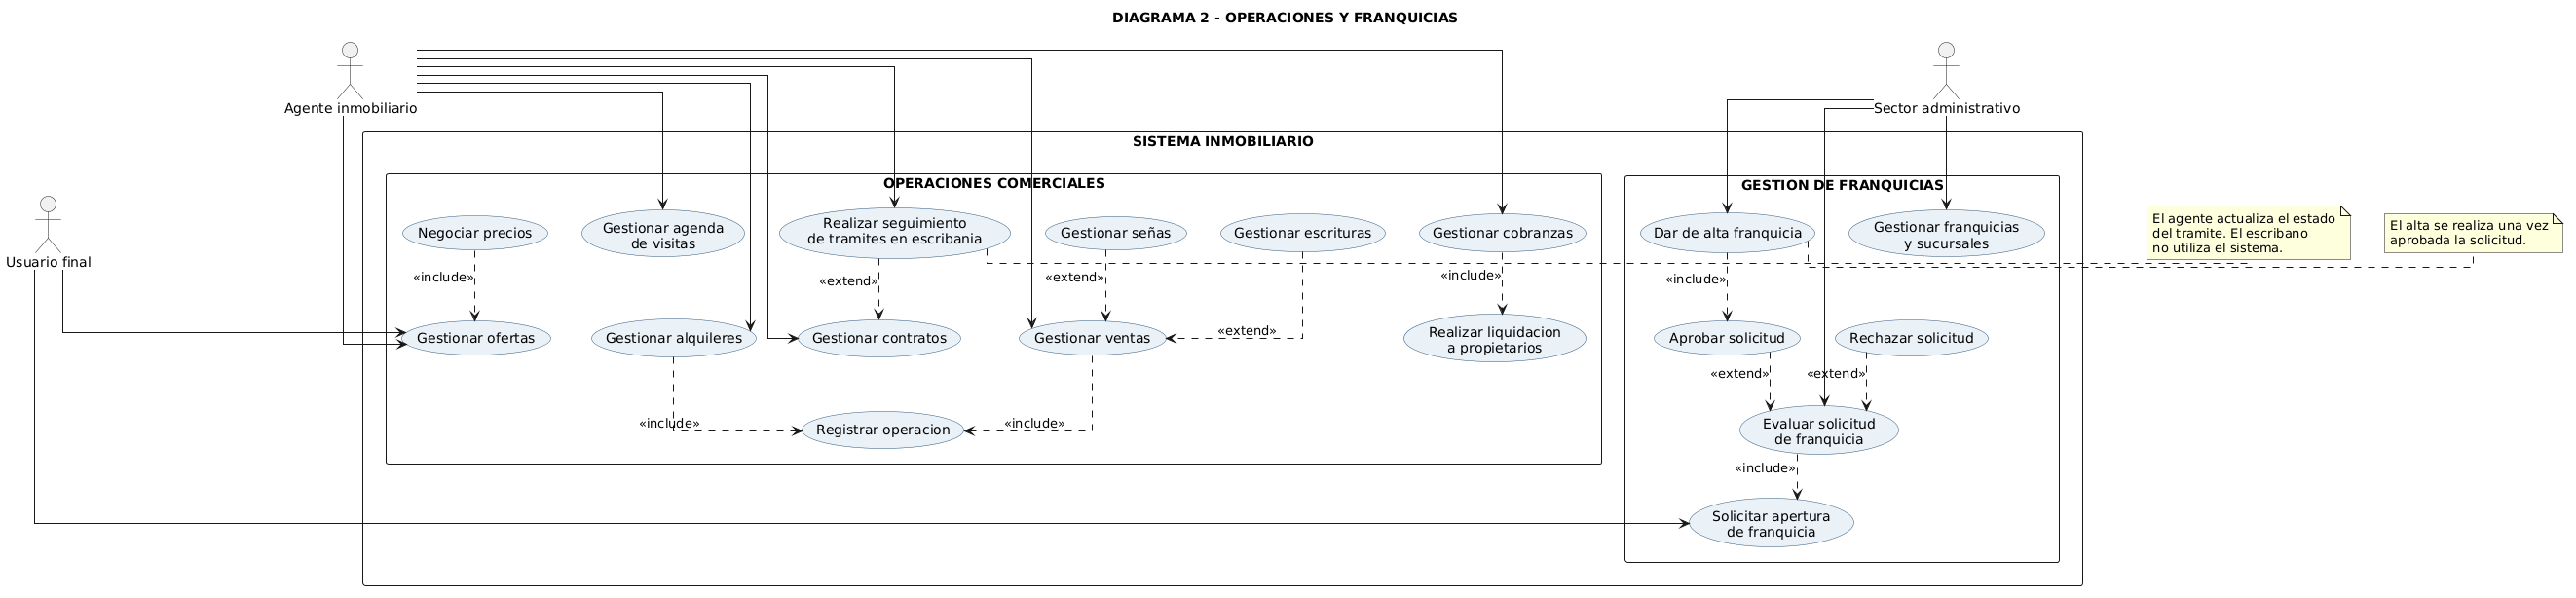 DIAGRAMA 2 - OPERACIONES Y FRANQUICIAS
Agente inmobiliario
Sector administrativo
Usuario final
SISTEMA INMOBILIARIO
OPERACIONES COMERCIALES
GESTION DE FRANQUICIAS
Negociar precios
Gestionar agenda
de visitas
Realizar seguimiento
de tramites en escribania
Gestionar señas
Gestionar escrituras
Gestionar cobranzas
Dar de alta franquicia
Gestionar franquicias
y sucursales
El agente actualiza el estado
del tramite. El escribano
no utiliza el sistema.
El alta se realiza una vez
aprobada la solicitud.
«include»
«extend»
«extend»
«include»
«include»
«extend»
Gestionar ofertas
Gestionar alquileres
Gestionar contratos
Gestionar ventas
Realizar liquidacion
a propietarios
Aprobar solicitud
Rechazar solicitud
«extend»
«extend»
«include»
«include»
Registrar operacion
Evaluar solicitud
de franquicia
«include»
Solicitar apertura
de franquicia